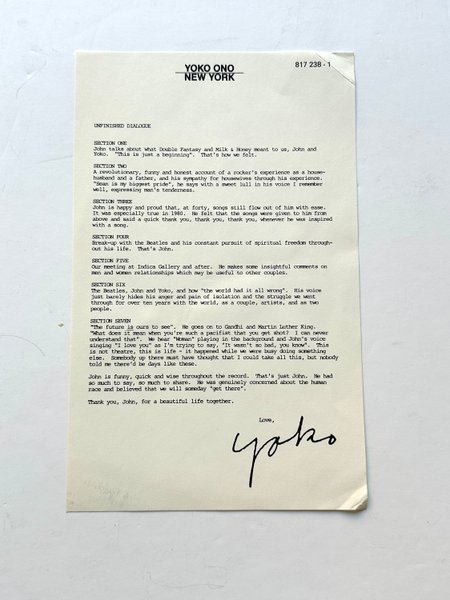 YOKO ONO
NEW YORK
817 238 - 1
UNFINISHED DIALOGUE
SECTION ONE
John talks about what Double Fantasy and Milk & Honey meant to us, John and
Yoko. "This is just a beginning". That's how we felt.
SECTION TWO
A revolutionary, funny and honest account of a rocker's experience as a house-
husband and a father, and his sympathy for housewives through his experience.
"Sean is my biggest pride", he says with a sweet lull in his voice I remember
well, expressing man's tenderness.
SECTION THREE
John is happy and proud that, at forty, songs still flow out of him with ease.
It was especially true in 1980. He felt that the songs were given to him from
above and said a quick thank you, thank you, thank you, whenever he was inspired
with a song.
SECTION FOUR
Break-up with the Beatles and his constant pursuit of spiritual freedom through-
out his life. That's John.
SECTION FIVE
Our meeting at Indica Gallery and after. He makes some insightful comments on
men and women relationships which may be useful to other couples.
SECTION SIX
The Beatles, John and Yoko, and how "the world had it all wrong". His voice
just barely hides his anger and pain of isolation and the struggle we went
through for over ten years with the world, as a couple, artists, and as two
people.
SECTION SEVEN
"The future is ours to see". He goes on to Gandhi and Martin Luther King.
"What does it mean when you're such a pacifist that you get shot? I can never
understand that". We hear "Woman" playing in the background and John's voice
singing "I love you" as I'm trying to say, "It wasn't so bad, you know". This
is not theatre, this is life - it happened while we were busy doing something
else. Somebody up there must have thought that I could take all this, but nobody
told me there'd be days like these.
John is funny, quick and wise throughout the record. That's just John. He had
so much to say, so much to share. He was genuinely concerned about the human
race and believed that we will someday "get there".
Thank you, John, for a beautiful life together.
Love,
yoko